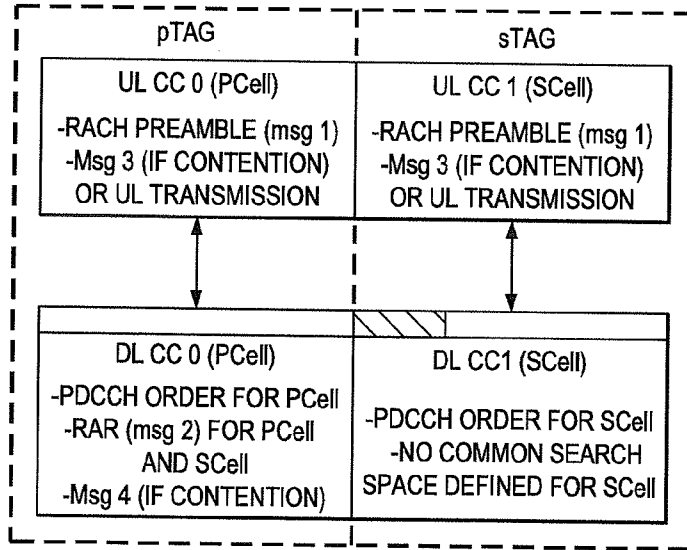 pTAG
sTAG
UL CC 0 (PCell)
-RACH PREAMBLE (msg 1)
-Msg 3 (IF CONTENTION)
OR UL TRANSMISSION
UL CC 1 (SCell)
-RACH PREAMBLE (msg 1)
-Msg 3 (IF CONTENTION)
OR UL TRANSMISSION
DL CC 0 (PCell)
-PDCCH ORDER FOR PCell
-RAR (msg 2) FOR PCell
AND SCell
-Msg 4 (IF CONTENTION)
DL CC1 (SCell)
-PDCCH ORDER FOR SCell
-NO COMMON SEARCH
SPACE DEFINED FOR SCell